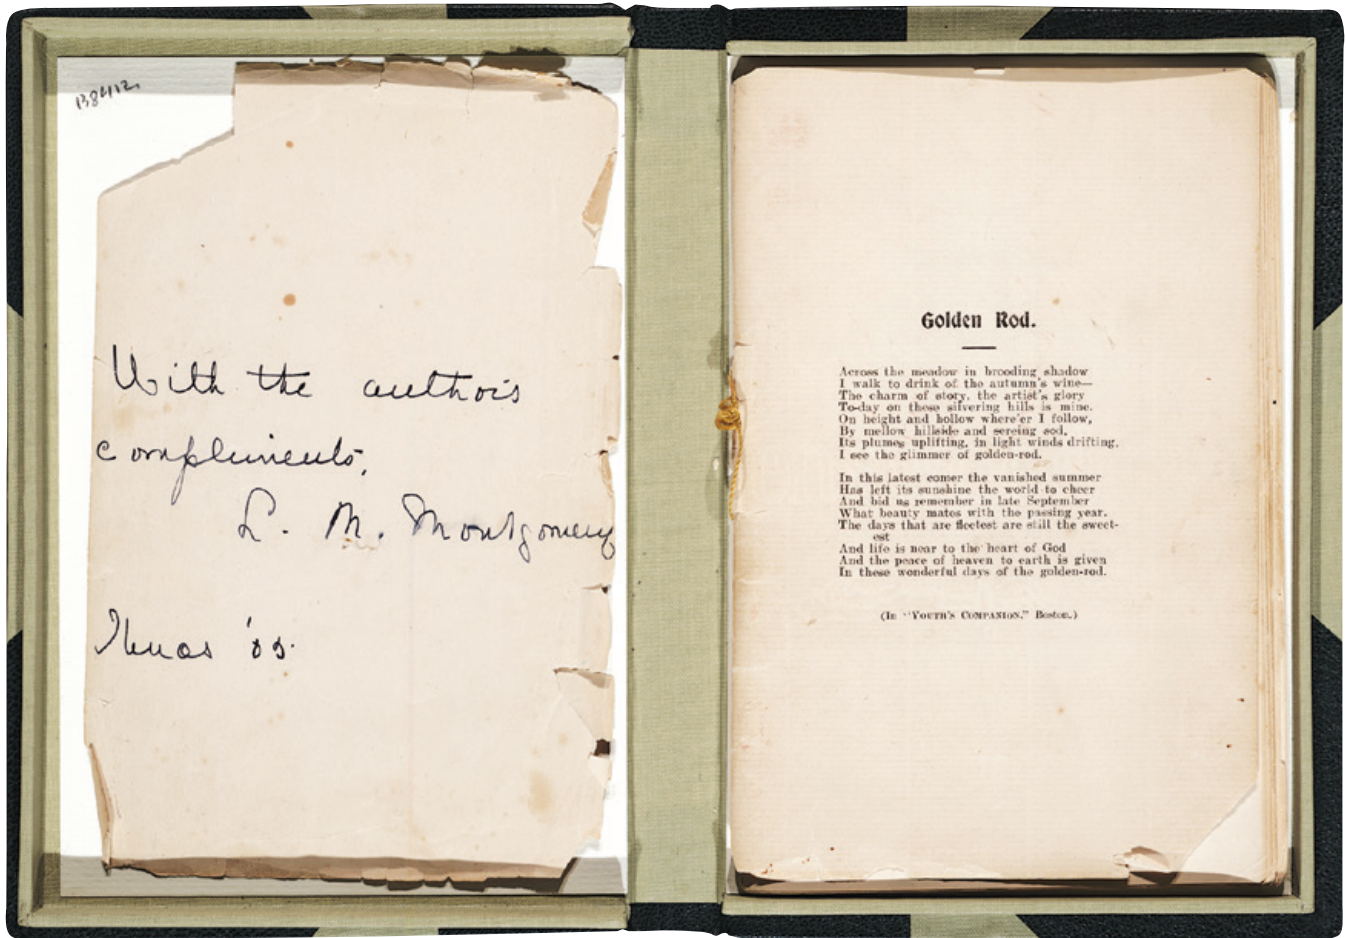 B8412
With the author's
compliments,
L. M. Montgomery
Xmas '03.
Golden Rod.
Across the meadow in brooding shadow
I walk to drink of the autumn's wine—
The charm of story, the artist's glory
To-day on these silvering hills is mine.
On height and hollow where'er I follow,
By mellow hillside and sereing sod,
Its plumes uplifting, in light winds drifting,
I see the glimmer of golden-rod.
In this latest comer the vanished summer
Has left its sunshine the world to cheer
And bid us remember in late September
What beauty mates with the passing year.
The days that are fleetest are still the sweet-
est
And life is near to the heart of God
And the peace of heaven to earth is given
In these wonderful days of the golden-rod.
(In "YOUTH'S COMPANION," Boston.)